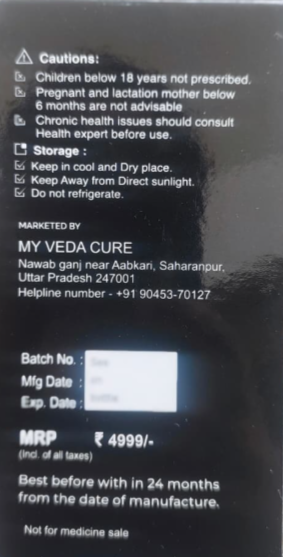 Cautions:
Children below 18 years not prescribed.
Pregnant and lactation mother below
6 months are not advisable
Chronic health issues should consult
Health expert before use.
Storage :
Keep in cool and Dry place.
Keep Away from Direct sunlight.
Do not refrigerate.
MARKETED BY
MY VEDA CURE
Nawab ganj near Aabkari, Saharanpur,
Uttar Pradesh 247001
Helpline number - +91 90453-70127
Batch No. :
Mfg Date :
Exp. Date :
MRP ₹ 4999/-
(Incl. of all taxes)
Best before with in 24 months
from the date of manufacture.
Not for medicine sale